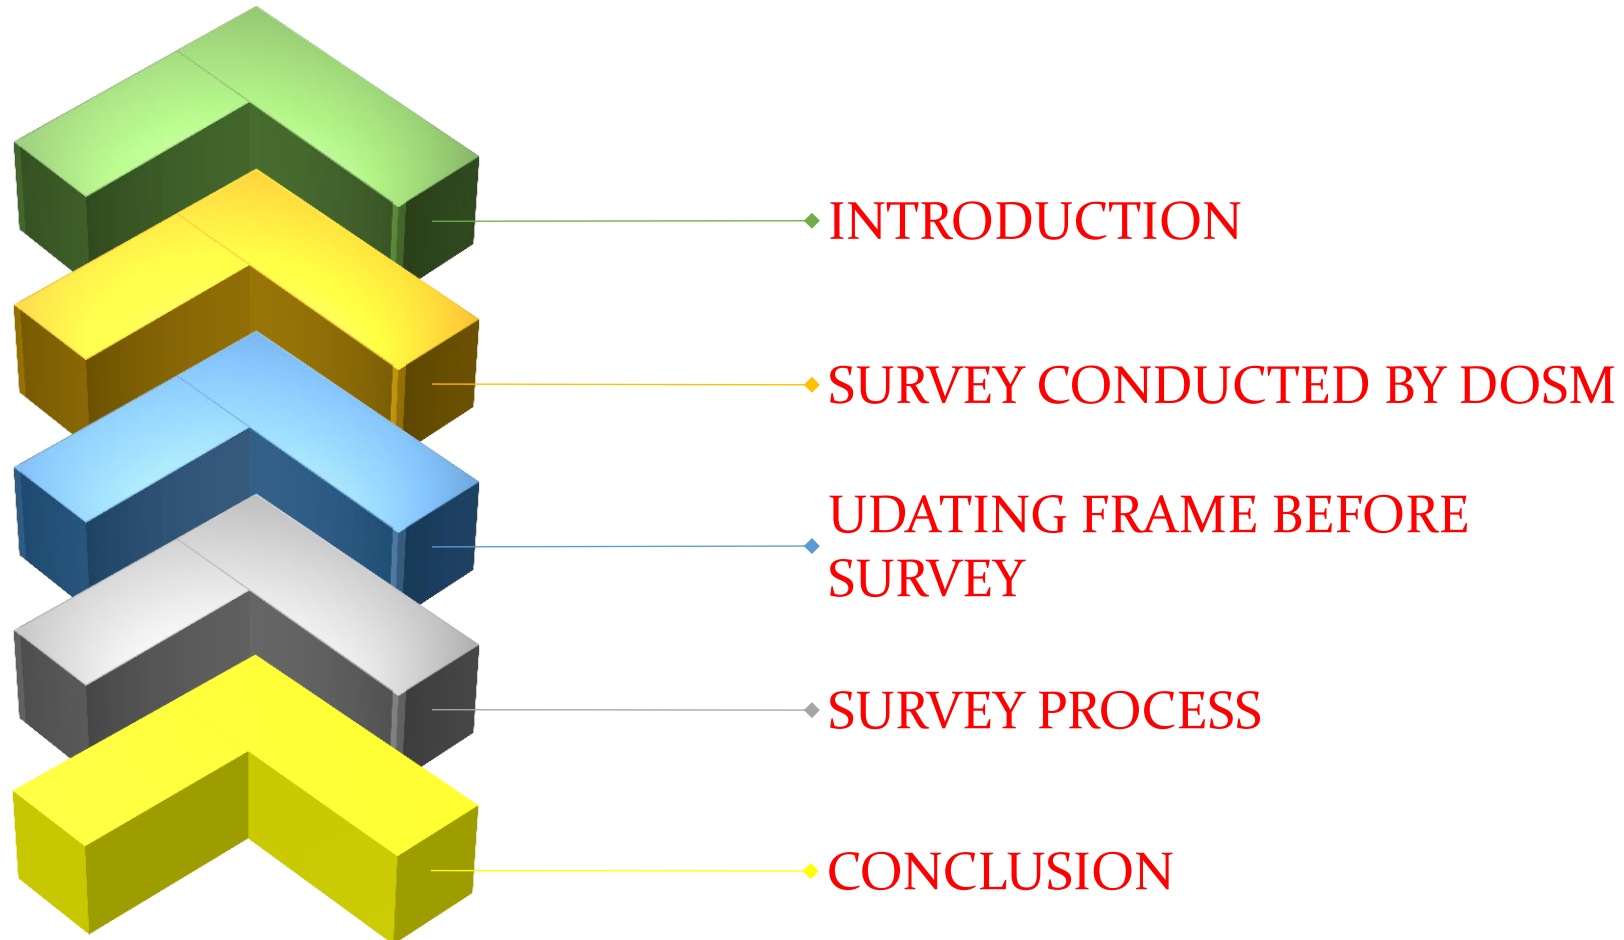 INTRODUCTION
SURVEY CONDUCTED BY DOSM
UDATING FRAME BEFORE
SURVEY
SURVEY PROCESS
CONCLUSION